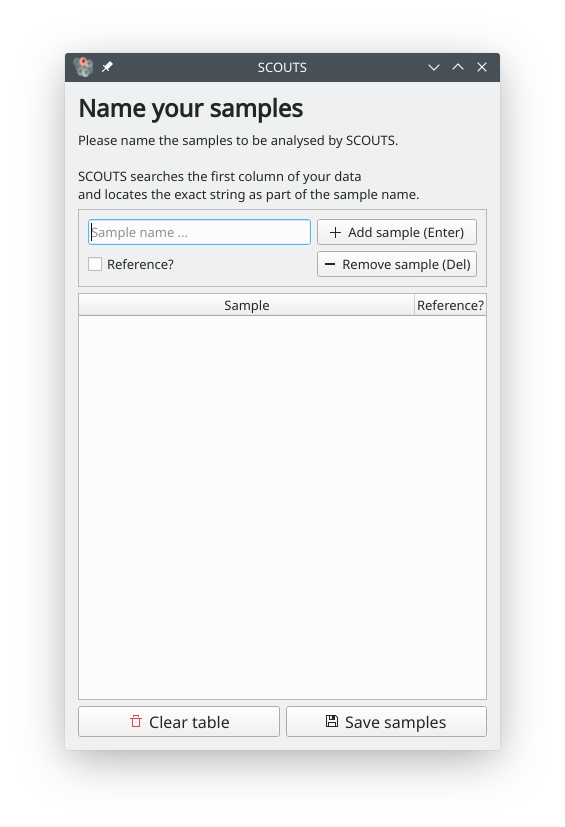 SCOUTS
Name your samples
Please name the samples to be analysed by SCOUTS.
SCOUTS searches the first column of your data
and locates the exact string as part of the sample name.
Sample name ...
Add sample (Enter)
Reference?
Remove sample (Del)
Sample
Reference?
Clear table
Save samples